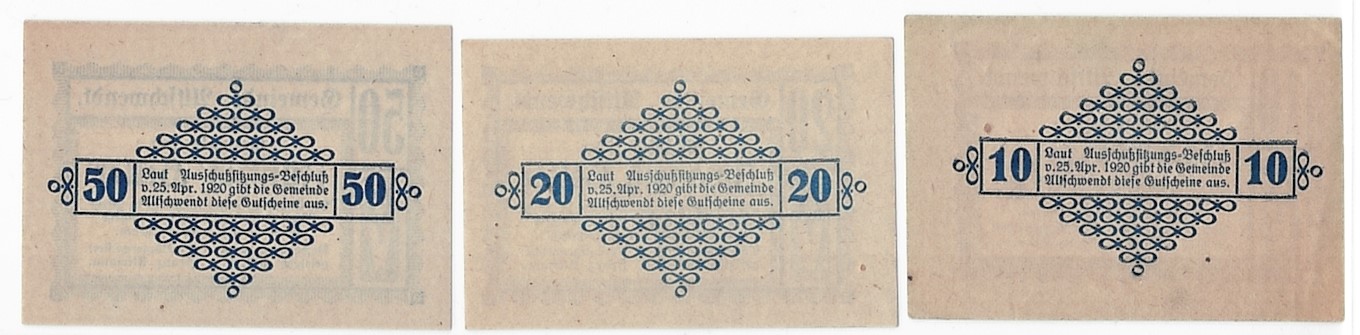 50
Laut Ausschußsitzungs-Beschluß
v. 25. Apr. 1920 gibt die Gemeinde
Altschwendt diese Gutscheine aus.
50
20
Laut Ausschußsitzungs-Beschluß
v. 25. Apr. 1920 gibt die Gemeinde
Altschwendt diese Gutscheine aus.
20
10
Laut Ausschußsitzungs-Beschluß
v. 25. Apr. 1920 gibt die Gemeinde
Altschwendt diese Gutscheine aus.
10